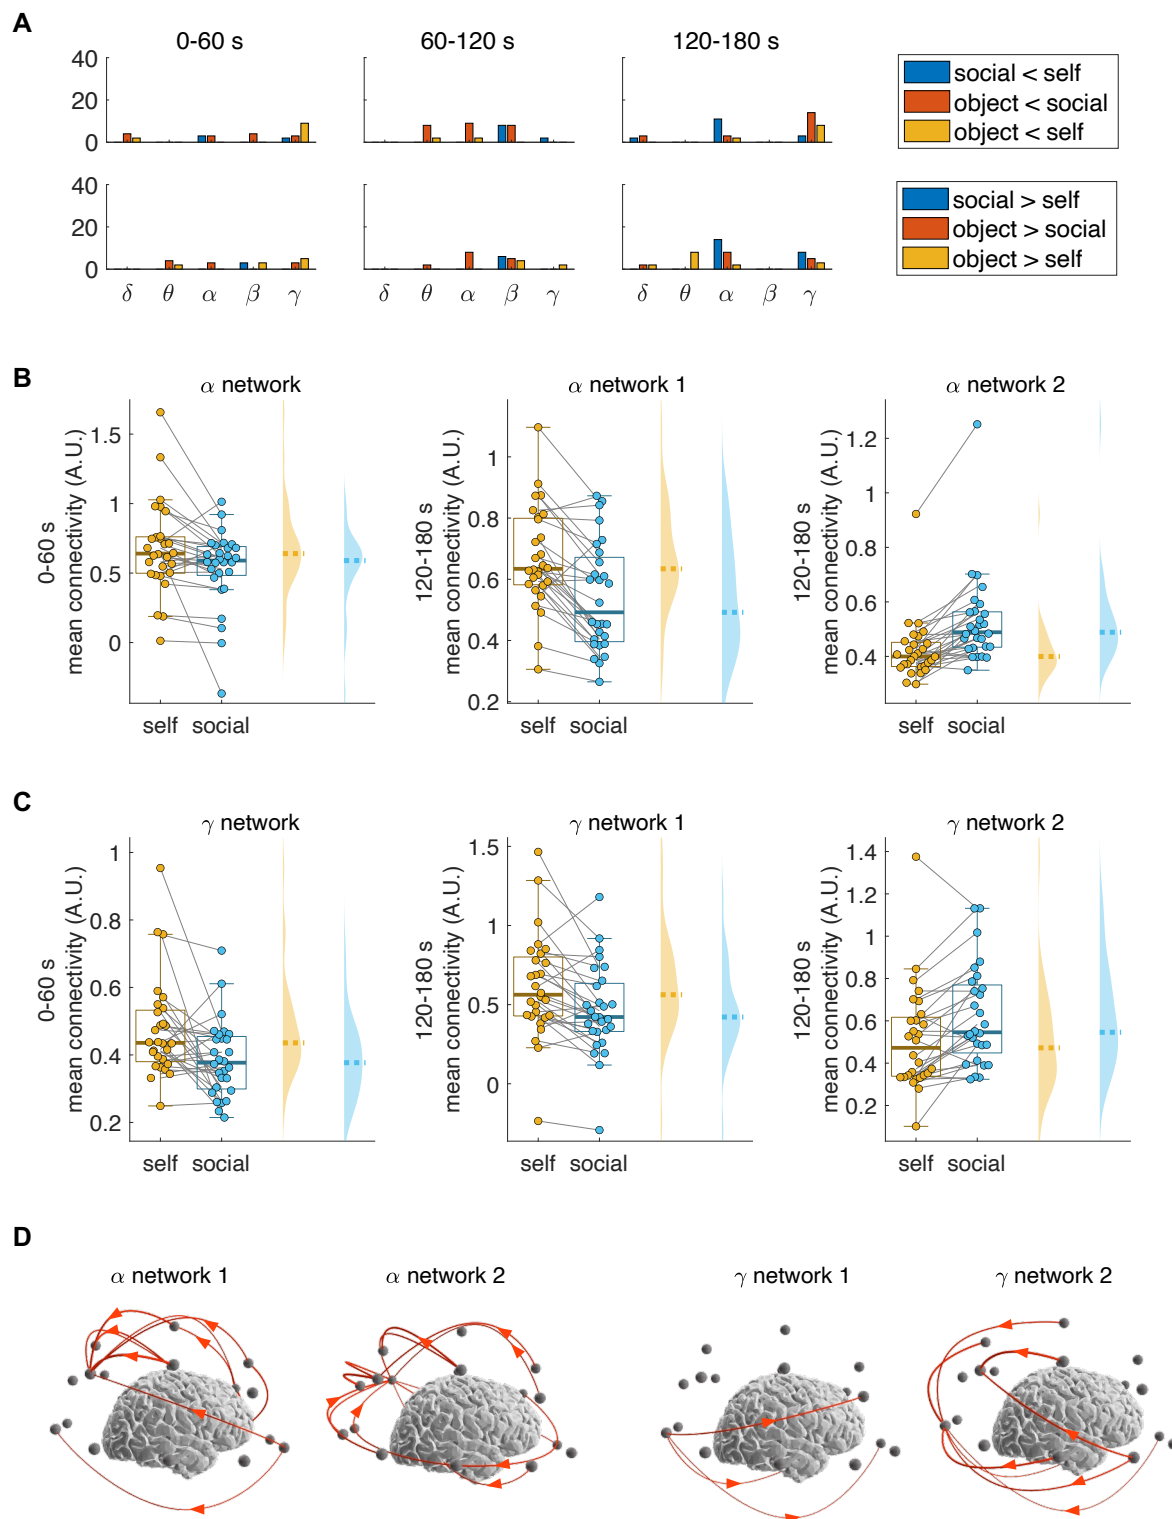 A
0-60 s
60-120 s
120-180 s
40
20
0
social < self
object < social
object < self
40
20
0
social > self
object > social
object > self
δ θ α β γ
δ θ α β γ
δ θ α β γ
B
α network
0-60 s
mean connectivity (A.U.)
1.5
1
0.5
0
self social
α network 1
120-180 s
mean connectivity (A.U.)
1
0.8
0.6
0.4
0.2
self social
α network 2
120-180 s
mean connectivity (A.U.)
1.2
1
0.8
0.6
0.4
self social
C
γ network
0-60 s
mean connectivity (A.U.)
1
0.8
0.6
0.4
0.2
self social
γ network 1
120-180 s
mean connectivity (A.U.)
1.5
1
0.5
0
self social
γ network 2
120-180 s
mean connectivity (A.U.)
1.4
1.2
1
0.8
0.6
0.4
0.2
self social
D
α network 1
α network 2
γ network 1
γ network 2